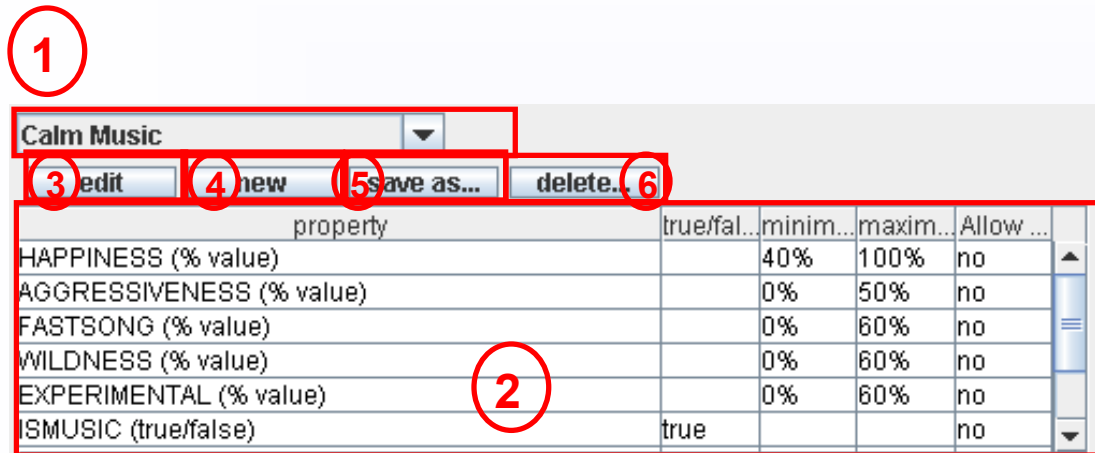 1
Calm Music
3 edit 4 new 5 save as... delete... 6
property true/fal... minim... maxim... Allow ...
HAPPINESS (% value) 40% 100% no
AGGRESSIVENESS (% value) 0% 50% no
FASTSONG (% value) 0% 60% no
WILDNESS (% value) 0% 60% no
EXPERIMENTAL (% value) 0% 60% no
2
ISMUSIC (true/false) true no